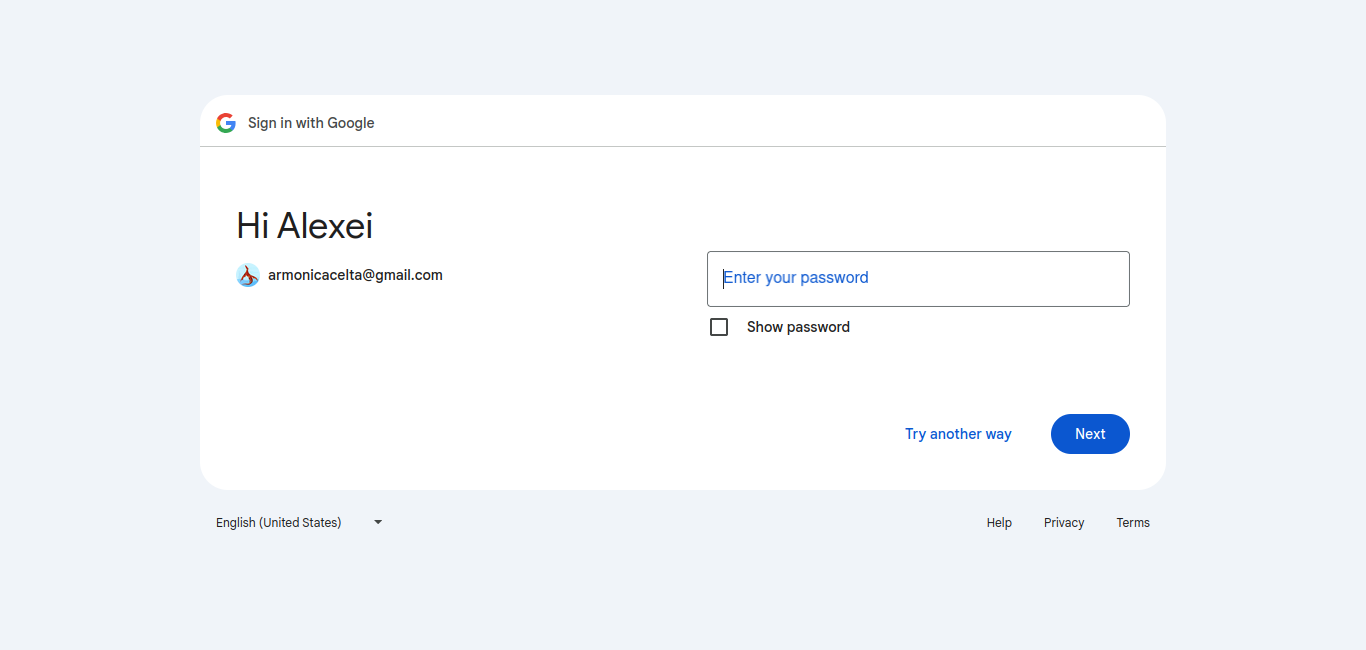 Sign in with Google
Hi Alexei
armonicacelta@gmail.com
Enter your password
Show password
Try another way
Next
English (United States)
Help
Privacy
Terms